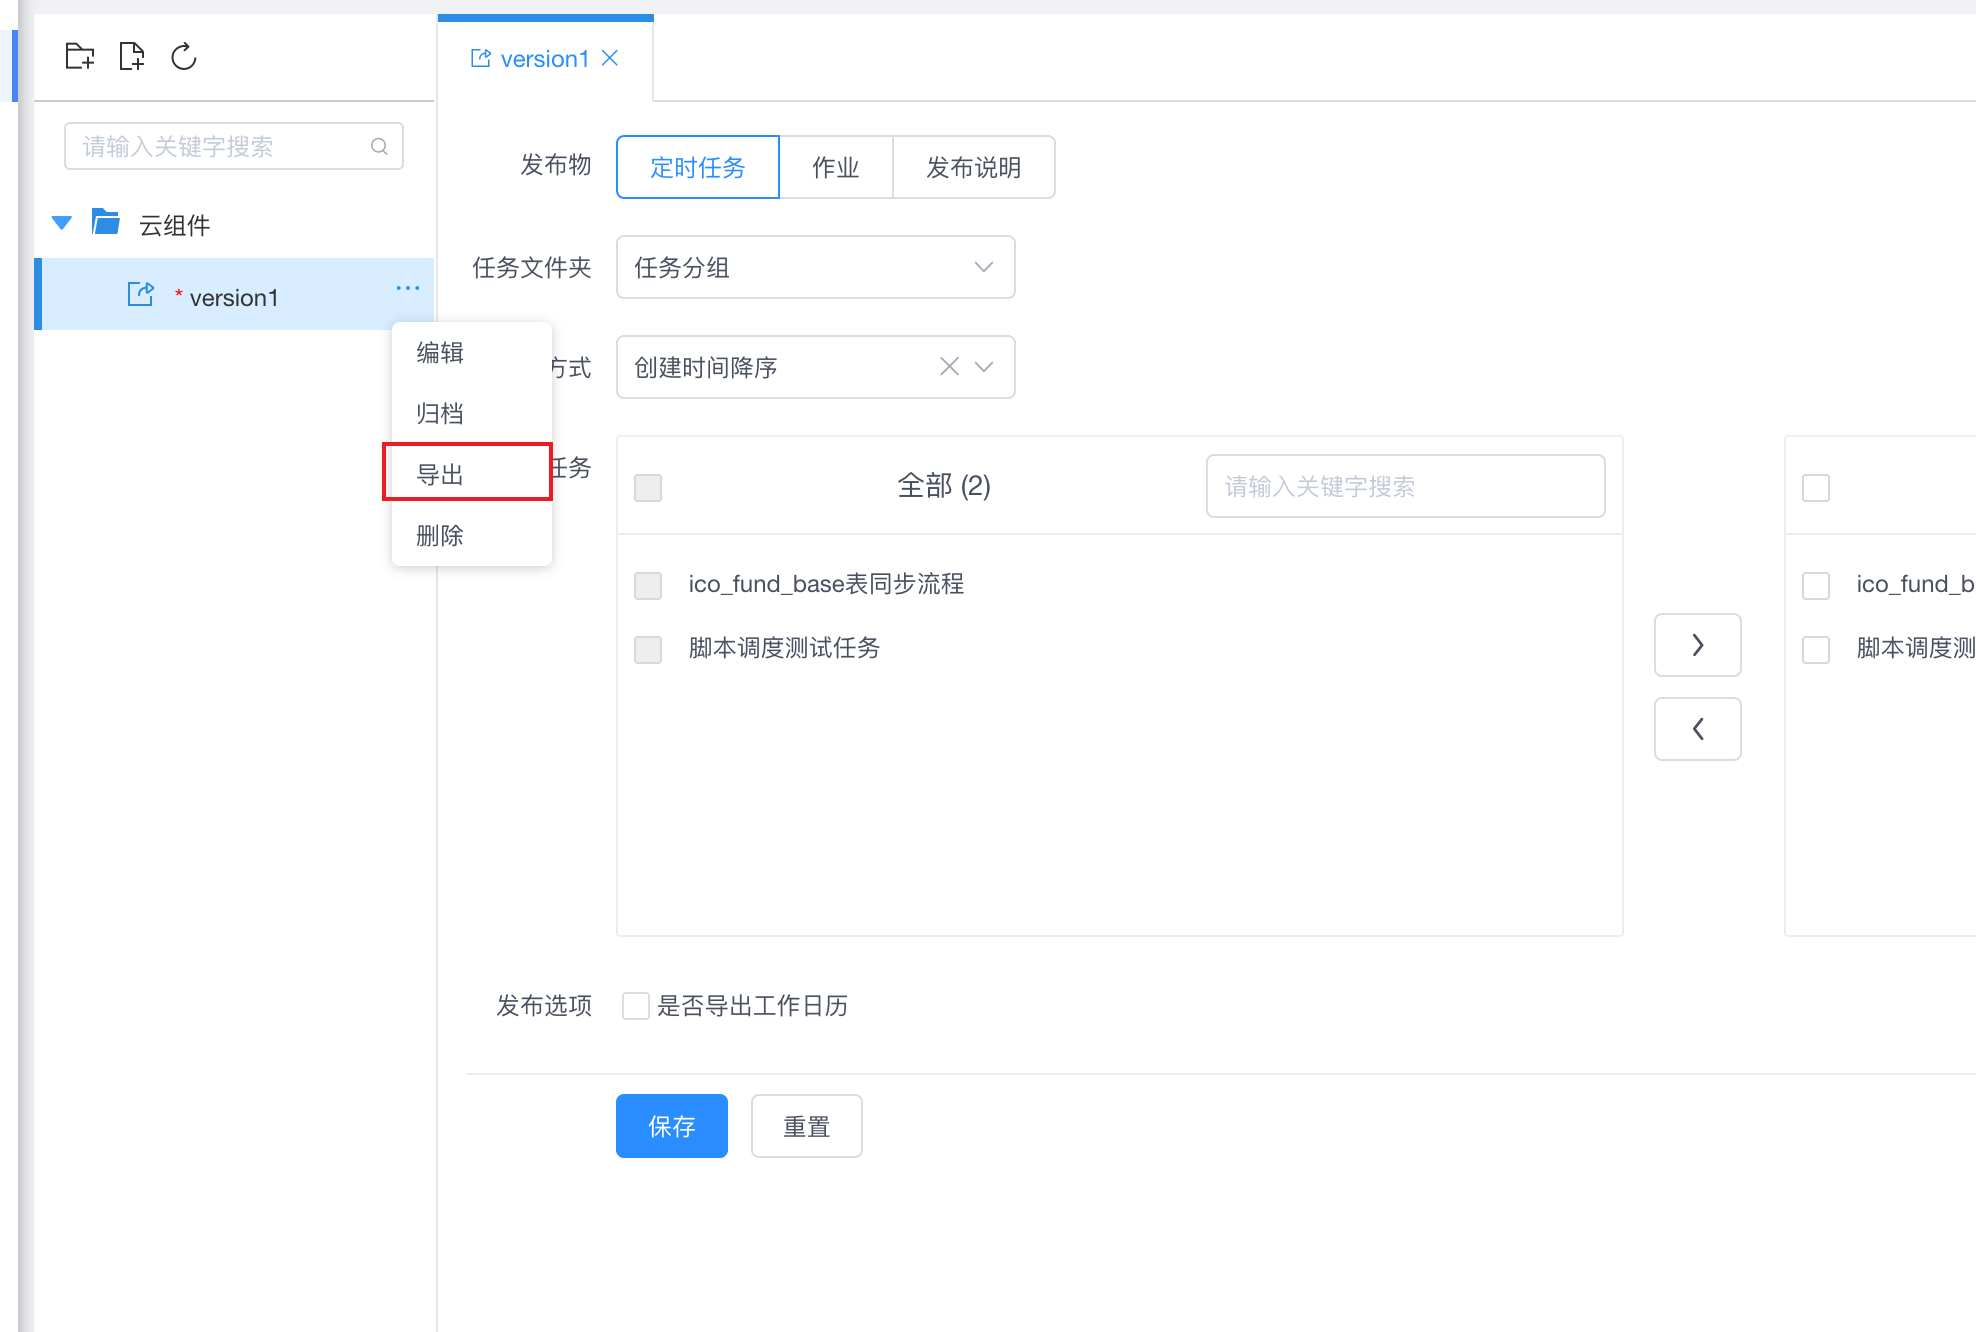 version1
请输入关键字搜索
云组件
* version1
编辑
归档
导出
删除
发布物
定时任务
作业
发布说明
任务文件夹
任务分组
方式
创建时间降序
任务
全部 (2)
请输入关键字搜索
ico_fund_base表同步流程
脚本调度测试任务
ico_fund_b
脚本调度测
发布选项
是否导出工作日历
保存
重置